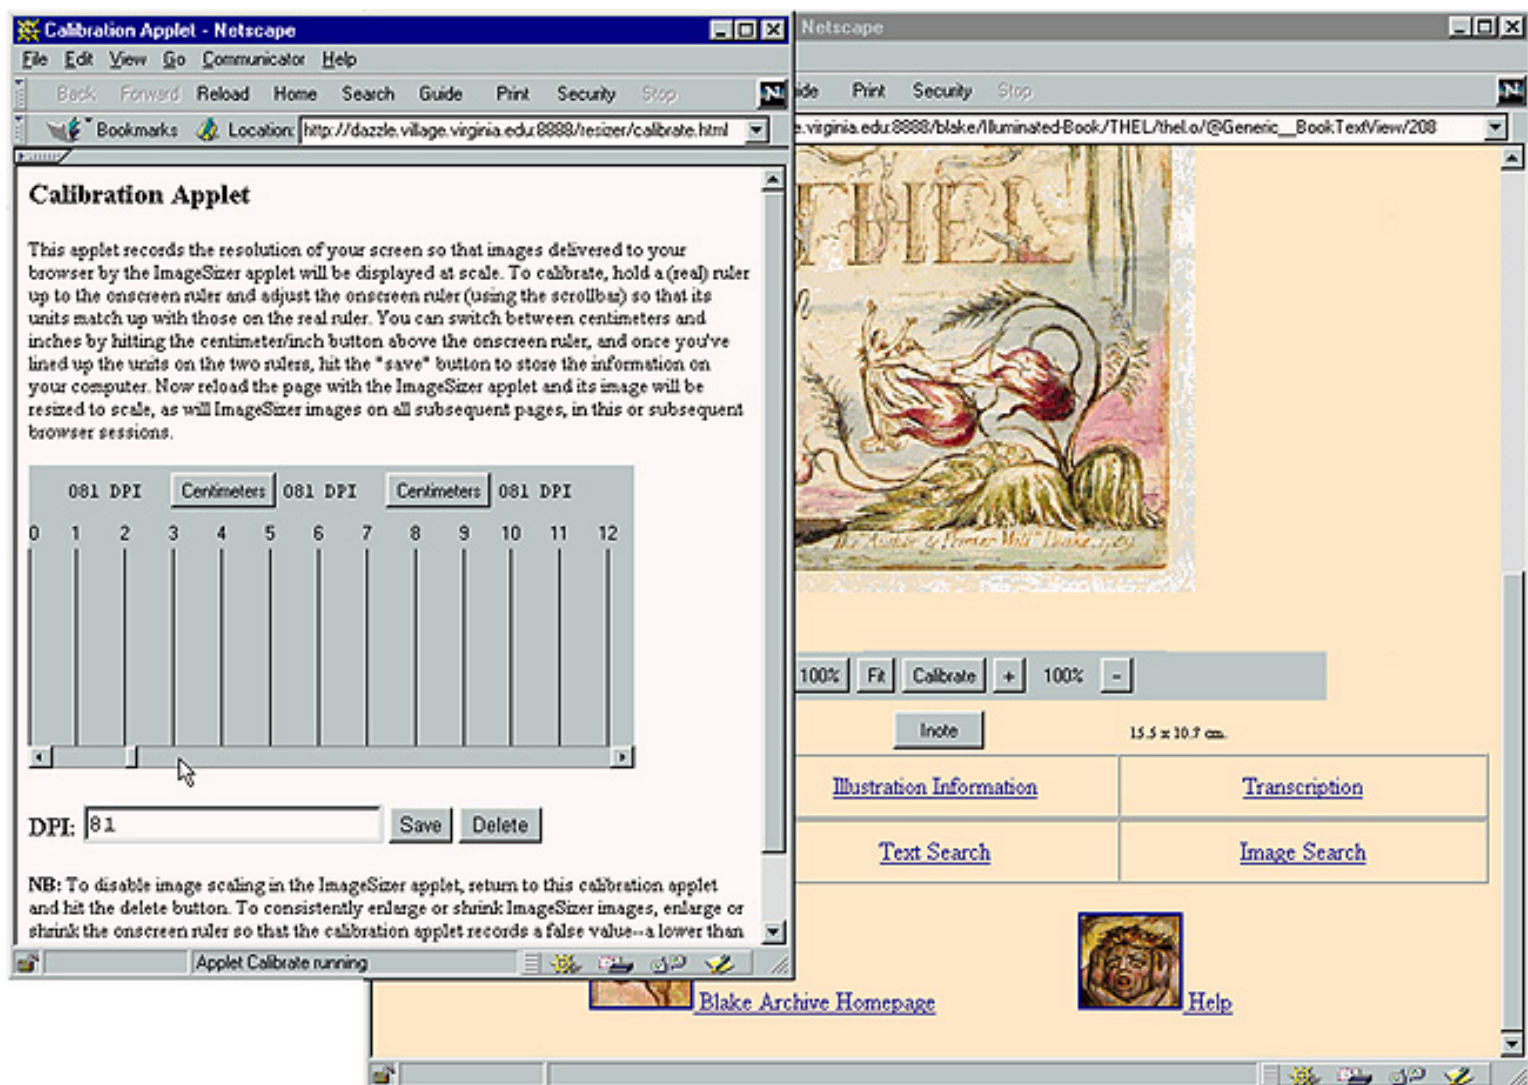 Calibration Applet - Netscape
File Edit View Go Communicator Help
Back Forward Reload Home Search Guide Print Security Stop
Bookmarks Location: http://dazzle.village.virginia.edu:8888/resizer/calibrate.html
Calibration Applet
This applet records the resolution of your screen so that images delivered to your
browser by the ImageSizer applet will be displayed at scale. To calibrate, hold a (real) ruler
up to the onscreen ruler and adjust the onscreen ruler (using the scrollbar) so that its
units match up with those on the real ruler. You can switch between centimeters and
inches by hitting the centimeter/inch button above the onscreen ruler, and once you've
lined up the units on the two rulers, hit the "save" button to store the information on
your computer. Now reload the page with the ImageSizer applet and its image will be
resized to scale, as will ImageSizer images on all subsequent pages, in this or subsequent
browser sessions.
081 DPI Centimeters 081 DPI Centimeters 081 DPI
0 1 2 3 4 5 6 7 8 9 10 11 12
DPI: 81 Save Delete
NB: To disable image scaling in the ImageSizer applet, return to this calibration applet
and hit the delete button. To consistently enlarge or shrink ImageSizer images, enlarge or
shrink the onscreen ruler so that the calibration applet records a false value--a lower than
Applet Calibrate running
Netscape
ide Print Security Stop
e.virginia.edu:8888/blake/Illuminated-Book/THEL/thel.o/@Generic__BookTextView/208
THEL
The Author & Printer Will.m Blake. 1789
100% Fit Calibrate + 100% -
Inote 15.5 x 10.7 cm.
Illustration Information Transcription
Text Search Image Search
Blake Archive Homepage Help